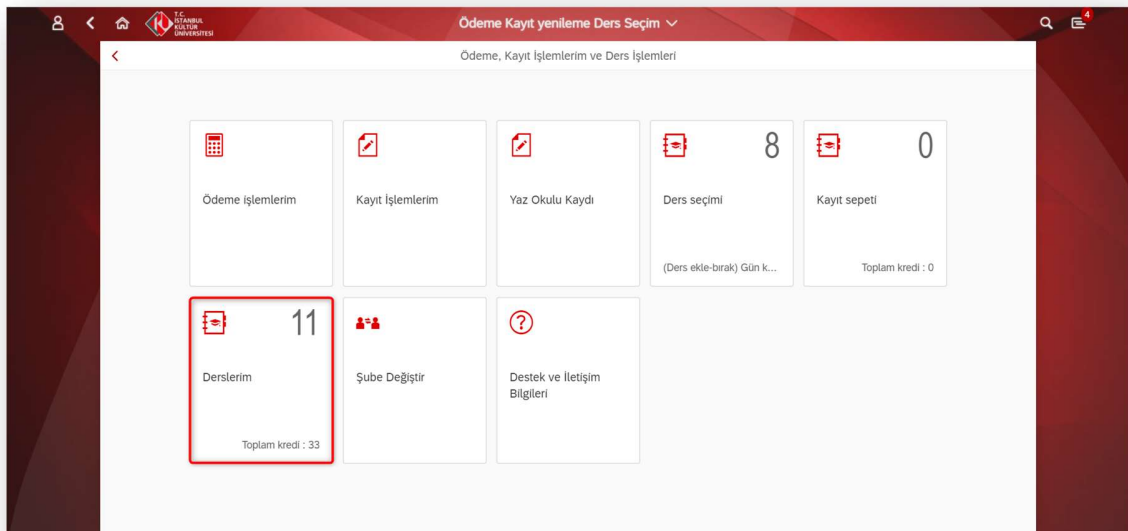 T.C.
İSTANBUL
KÜLTÜR
ÜNİVERSİTESİ
Ödeme Kayıt yenileme Ders Seçim
4
Ödeme, Kayıt İşlemlerim ve Ders İşlemleri
Ödeme işlemlerim
Kayıt İşlemlerim
Yaz Okulu Kaydı
8
Ders seçimi
(Ders ekle-bırak) Gün k...
0
Kayıt sepeti
Toplam kredi : 0
11
Derslerim
Toplam kredi : 33
Şube Değiştir
Destek ve İletişim
Bilgileri